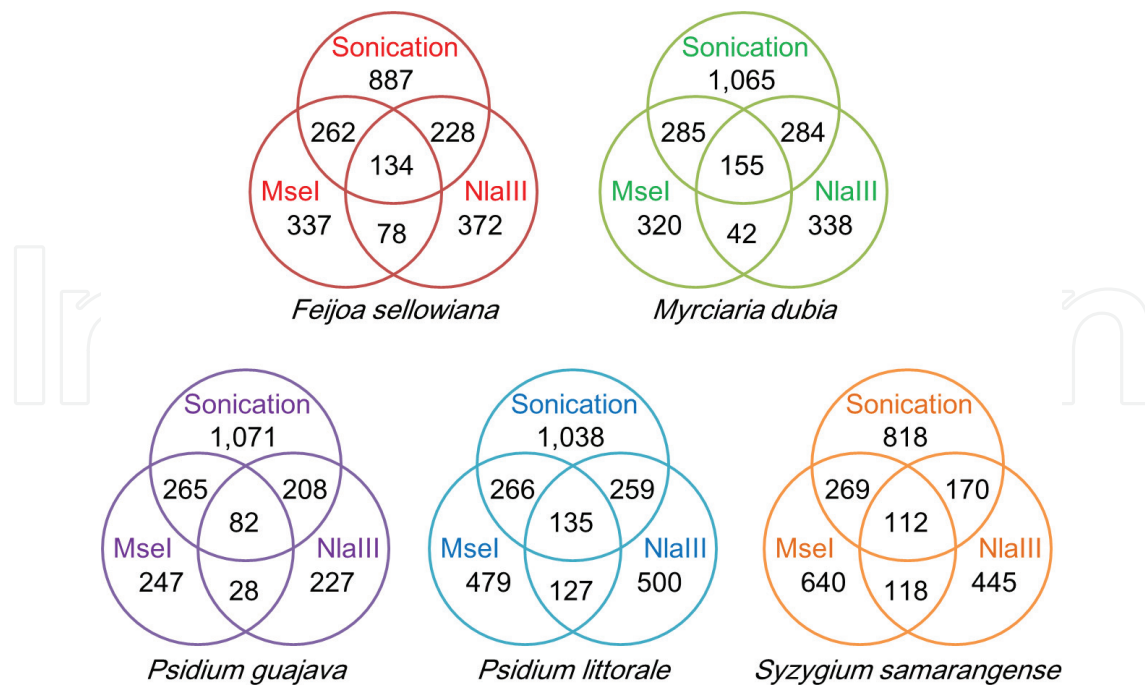 Sonication
887
262
228
134
MseI
NlaIII
337
372
78
Feijoa sellowiana
Sonication
1,065
285
284
155
MseI
NlaIII
320
338
42
Myrciaria dubia
Sonication
1,071
265
208
82
MseI
NlaIII
247
227
28
Psidium guajava
Sonication
1,038
266
259
135
MseI
NlaIII
479
500
127
Psidium littorale
Sonication
818
269
170
112
MseI
NlaIII
640
445
118
Syzygium samarangense